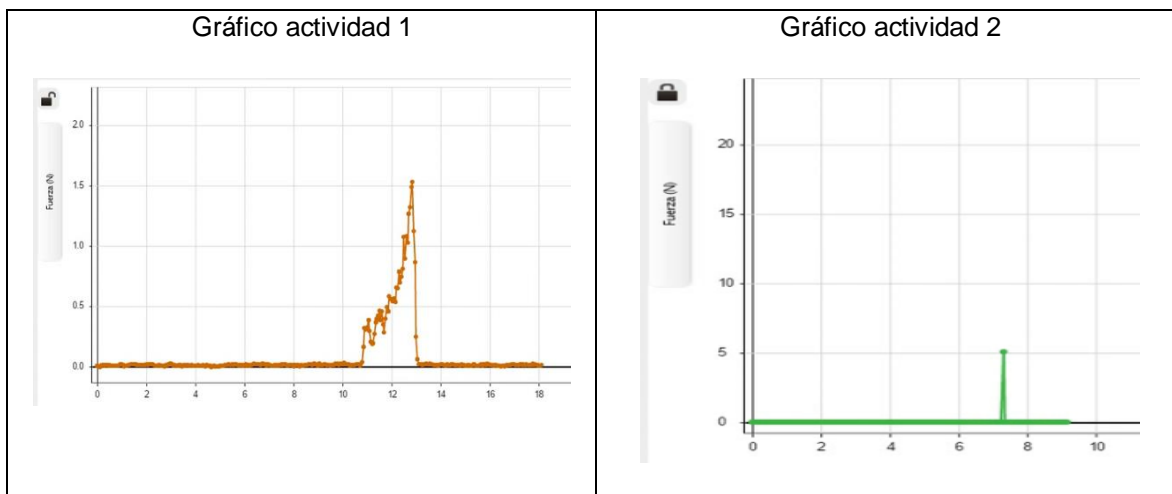 Gráfico actividad 1
Fuerza (N)
2.0
1.5
1.0
0.5
0.0
0 2 4 6 8 10 12 14 16 18
Gráfico actividad 2
Fuerza (N)
20
15
10
5
0
0 2 4 6 8 10